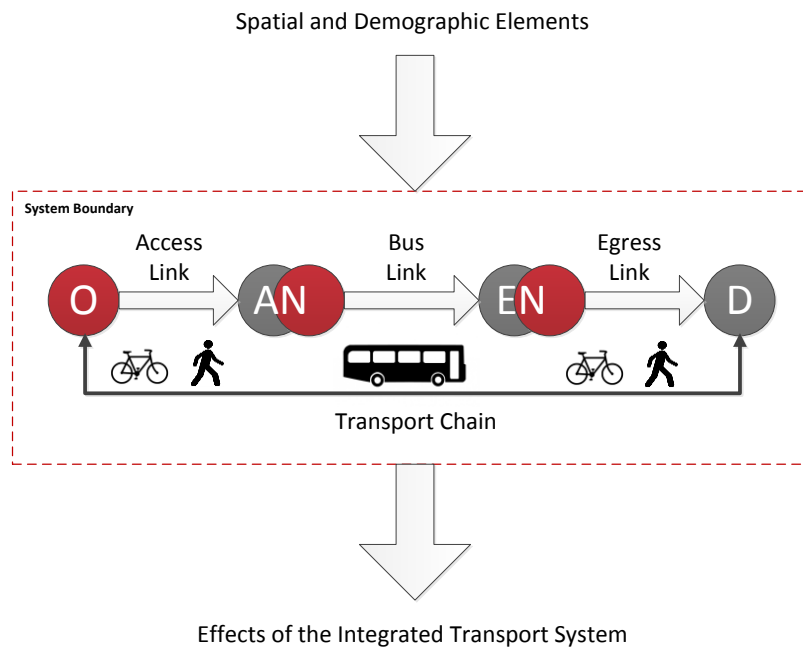 Spatial and Demographic Elements
System Boundary
Access
Link
Bus
Link
Egress
Link
O
AN
EN
D
Transport Chain
Effects of the Integrated Transport System